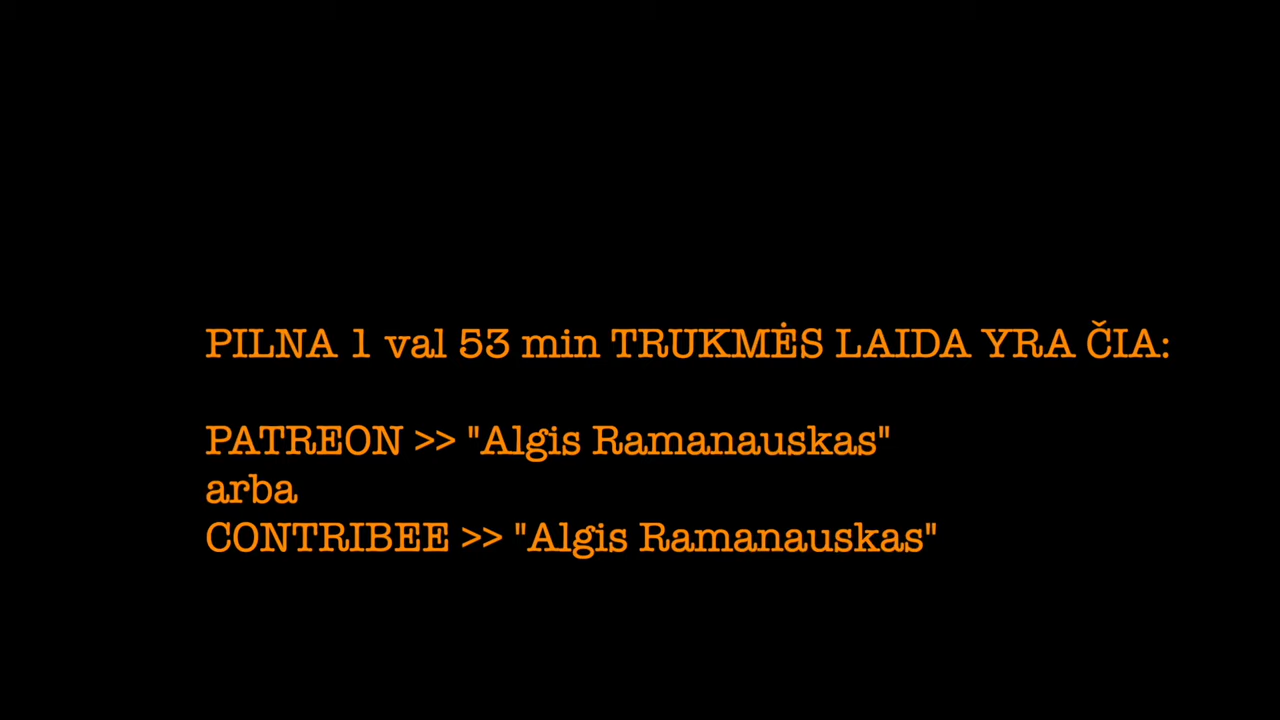 PILNA 1 val 53 min TRUKMĖS LAIDA YRA ČIA:
PATREON >> "Algis Ramanauskas"
arba
CONTRIBEE >> "Algis Ramanauskas"